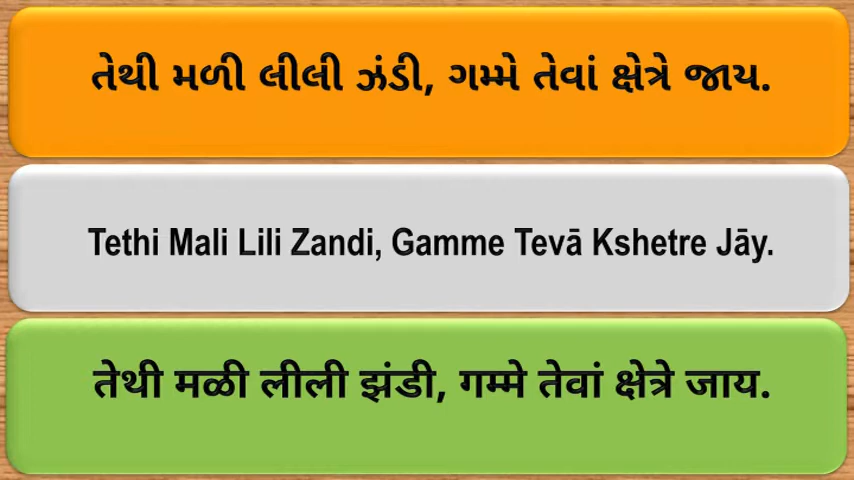 તેથી મળી લીલી ઝંડી, ગમ્મે તેવાં ક્ષેત્રે જાય.
Tethi Mali Lili Zandi, Gamme Tevā Kshetre Jāy.
तेथी मळी लीली झंडी, गम्मे तेवां क्षेत्रे जाय.